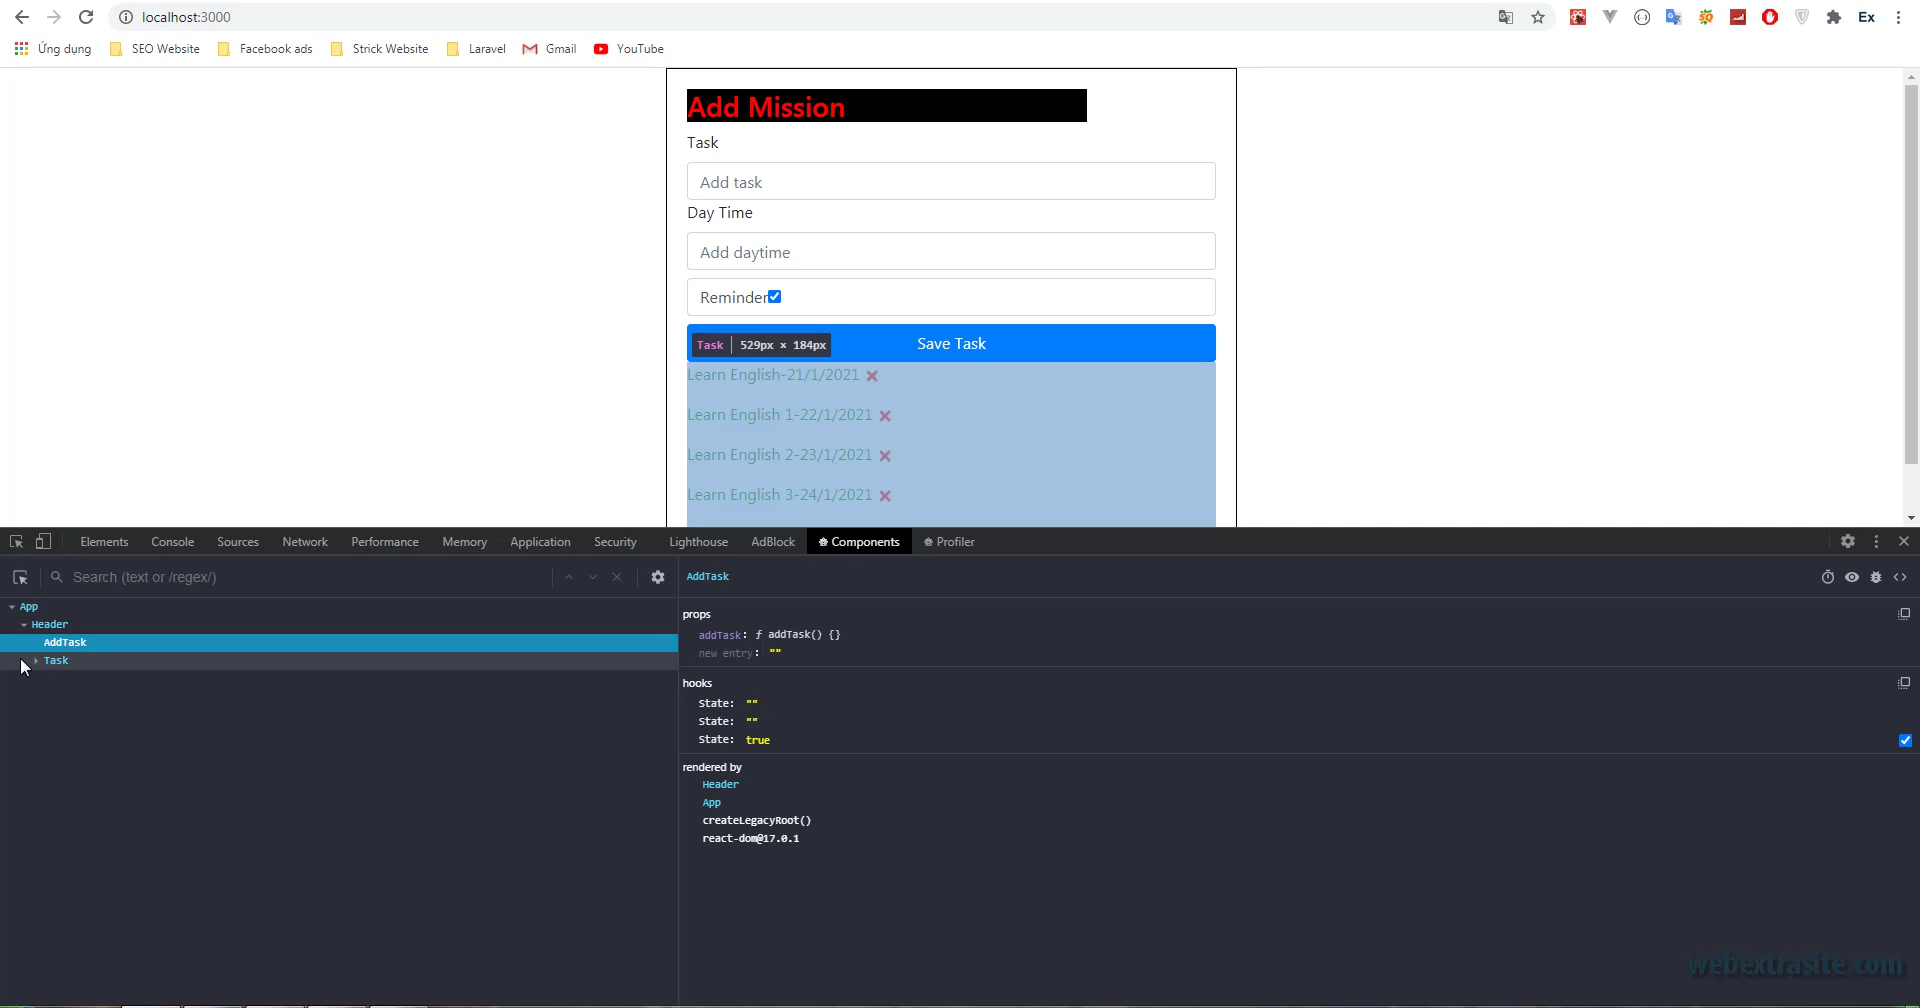 localhost:3000
Ex
Ứng dụng SEO Website Facebook ads Strick Website Laravel Gmail YouTube
Add Mission
Task
Add task
Day Time
Add daytime
Reminder
Save Task
Task 529px × 184px
Learn English-21/1/2021
Learn English 1-22/1/2021
Learn English 2-23/1/2021
Learn English 3-24/1/2021
Elements Console Sources Network Performance Memory Application Security Lighthouse AdBlock Components Profiler
Search (text or /regex/)
App
Header
AddTask
Task
AddTask
props
addTask: ƒ addTask() {}
new entry: ""
hooks
State: ""
State: ""
State: true
rendered by
Header
App
createLegacyRoot()
react-dom@17.0.1
webextrasite.com